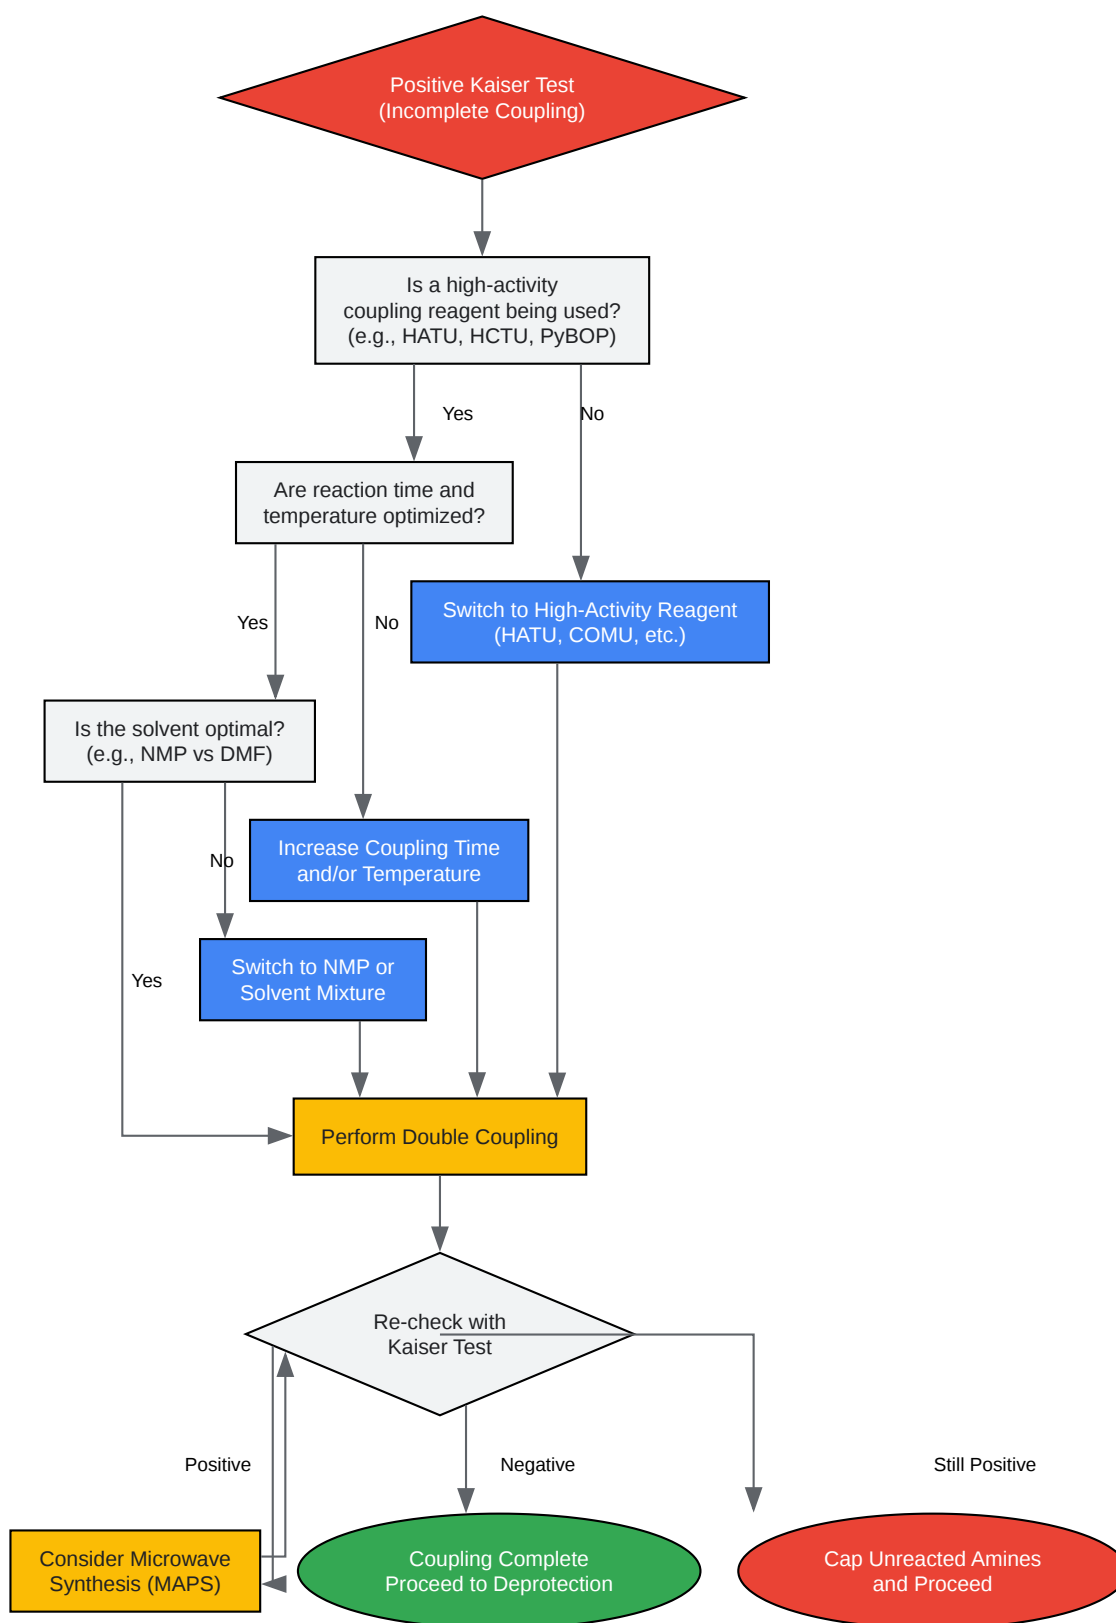 Positive Kaiser Test
(Incomplete Coupling)
Is a high-activity
coupling reagent being used?
(e.g., HATU, HCTU, PyBOP)
Yes
No
Are reaction time and
temperature optimized?
Switch to High-Activity Reagent
(HATU, COMU, etc.)
Yes
No
Is the solvent optimal?
(e.g., NMP vs DMF)
Increase Coupling Time
and/or Temperature
No
Switch to NMP or
Solvent Mixture
Yes
Perform Double Coupling
Re-check with
Kaiser Test
Positive
Negative
Still Positive
Consider Microwave
Synthesis (MAPS)
Coupling Complete
Proceed to Deprotection
Cap Unreacted Amines
and Proceed